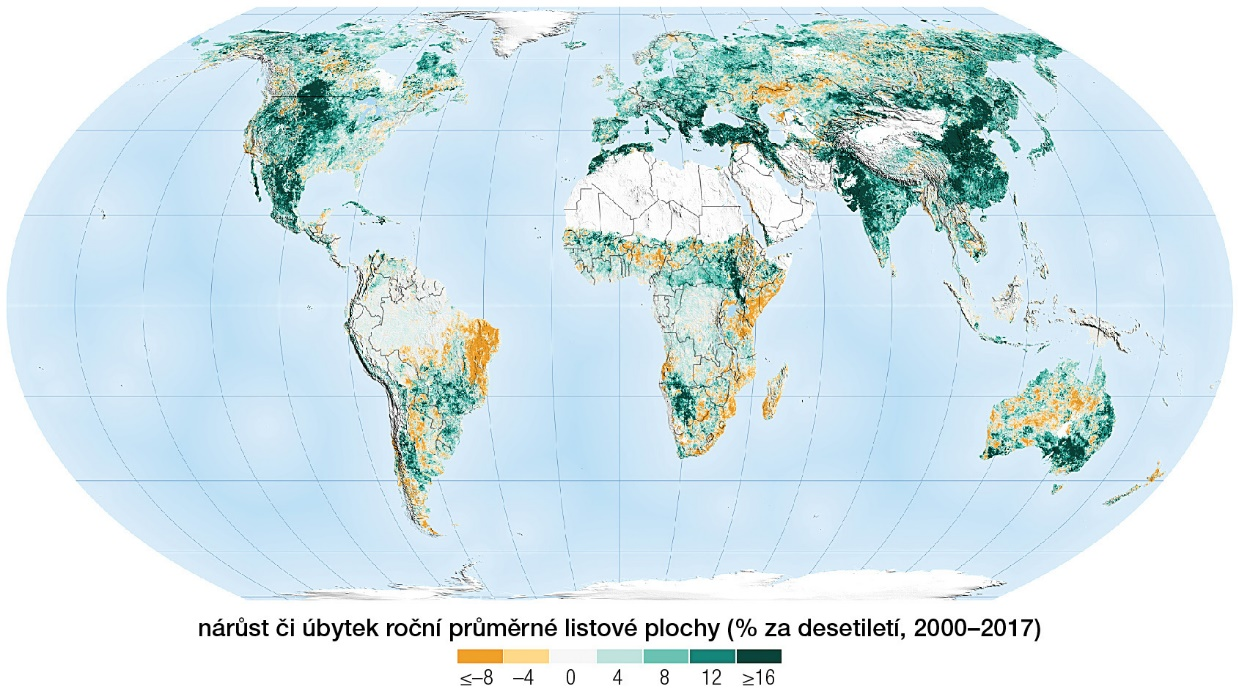 nárůst či úbytek roční průměrné listové plochy (% za desetiletí, 2000–2017)
≤–8 –4 0 4 8 12 ≥16